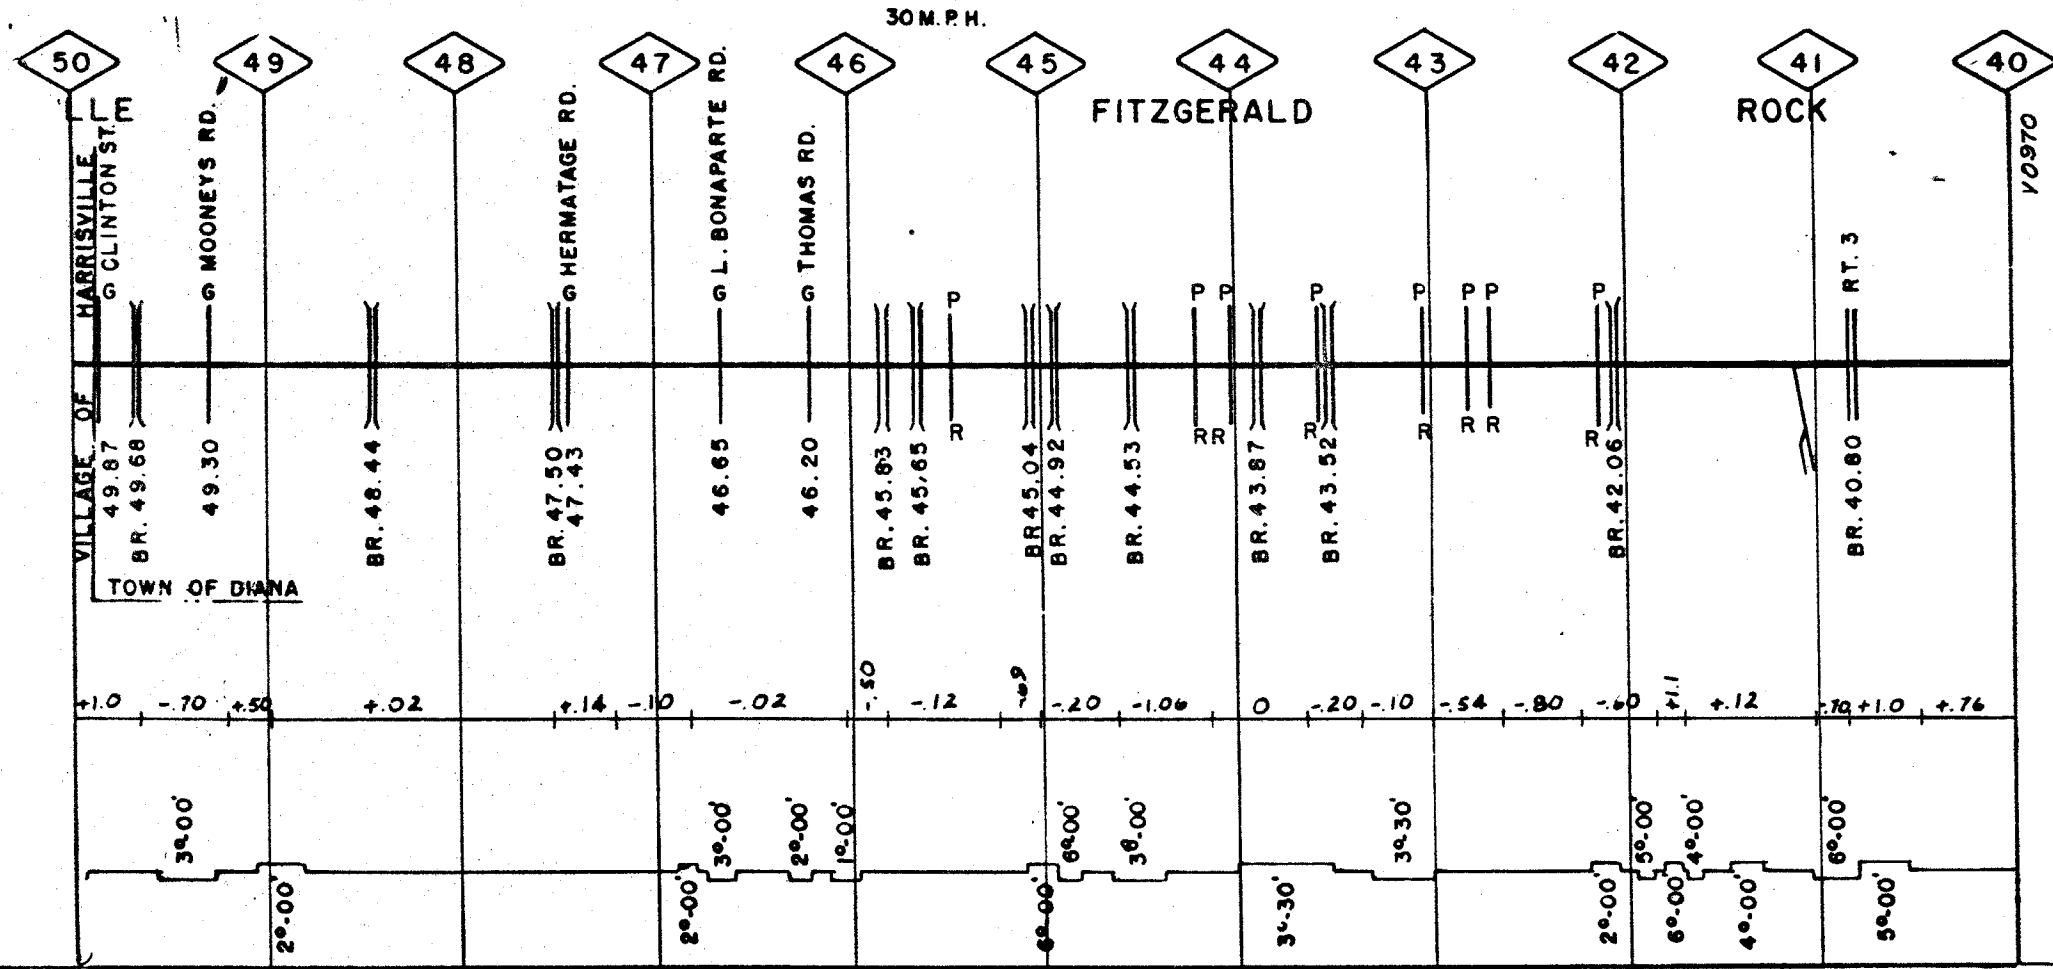 30 M.P.H.
50 49 48 47 46 45 44 43 42 41 40
LLE
FITZGERALD
ROCK
V0970
VILLAGE OF HARRISVILLE
G CLINTON ST.
G MOONEYS RD.
G HERMATAGE RD.
G L. BONAPARTE RD.
G THOMAS RD.
RT. 3
P P P P P P P P
R R R R R R R R
49.87
BR. 49.68
49.30
BR. 48.44
BR. 47.50
47.43
46.65
46.20
BR. 45.83
BR. 45.65
BR 45.04
BR. 44.92
BR. 44.53
BR. 43.87
BR. 43.52
BR. 42.06
BR. 40.80
TOWN OF DIANA
+1.0 -.70 +.50 +.02 +.14 -.10 -.02 -.50 -.12 -.20 -1.06 0 -.20 -.10 -.54 -.80 -.60 +1.1 +.12 -.70 +1.0 +.76
3°-00' 3°-00' 2°-00' 1°-00' 6°-00' 3°-00' 3°-30' 5°-00' 4°-00' 6°-00'
2°-00' 2°-00' 6°-00' 3°-30' 2°-00' 6°-00' 4°-00' 5°-00'